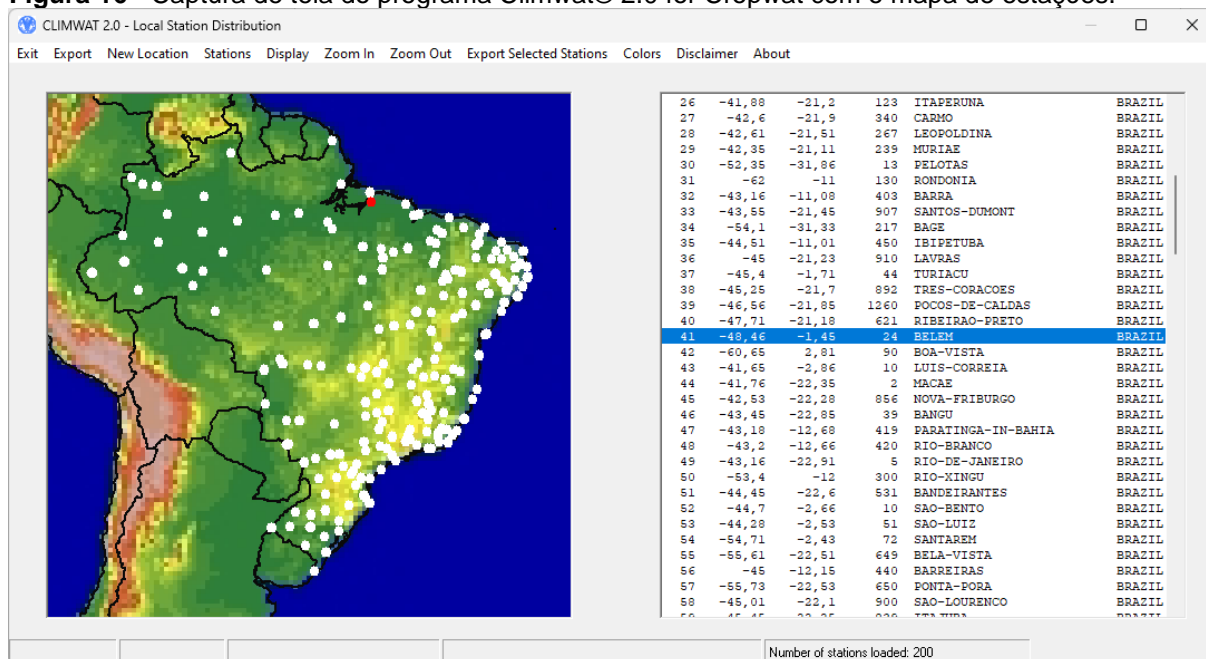 Figura 10 - Captura de tela do programa Climwat® 2.0 for Cropwat com o mapa de estações.
CLIMWAT 2.0 - Local Station Distribution
Exit Export New Location Stations Display Zoom In Zoom Out Export Selected Stations Colors Disclaimer About
26 -41,88 -21,2 123 ITAPERUNA BRAZIL
27 -42,6 -21,9 340 CARMO BRAZIL
28 -42,61 -21,51 267 LEOPOLDINA BRAZIL
29 -42,35 -21,11 239 MURIAE BRAZIL
30 -52,35 -31,86 13 PELOTAS BRAZIL
31 -62 -11 130 RONDONIA BRAZIL
32 -43,16 -11,08 403 BARRA BRAZIL
33 -43,55 -21,45 907 SANTOS-DUMONT BRAZIL
34 -54,1 -31,33 217 BAGE BRAZIL
35 -44,51 -11,01 450 IBIPETUBA BRAZIL
36 -45 -21,23 910 LAVRAS BRAZIL
37 -45,4 -1,71 44 TURIACU BRAZIL
38 -45,25 -21,7 892 TRES-CORACOES BRAZIL
39 -46,56 -21,85 1260 POCOS-DE-CALDAS BRAZIL
40 -47,71 -21,18 621 RIBEIRAO-PRETO BRAZIL
41 -48,46 -1,45 24 BELEM BRAZIL
42 -60,65 2,81 90 BOA-VISTA BRAZIL
43 -41,65 -2,86 10 LUIS-CORREIA BRAZIL
44 -41,76 -22,35 2 MACAE BRAZIL
45 -42,53 -22,28 856 NOVA-FRIBURGO BRAZIL
46 -43,45 -22,85 39 BANGU BRAZIL
47 -43,18 -12,68 419 PARATINGA-IN-BAHIA BRAZIL
48 -43,2 -12,66 420 RIO-BRANCO BRAZIL
49 -43,16 -22,91 5 RIO-DE-JANEIRO BRAZIL
50 -53,4 -12 300 RIO-XINGU BRAZIL
51 -44,45 -22,6 531 BANDEIRANTES BRAZIL
52 -44,7 -2,66 10 SAO-BENTO BRAZIL
53 -44,28 -2,53 51 SAO-LUIZ BRAZIL
54 -54,71 -2,43 72 SANTAREM BRAZIL
55 -55,61 -22,51 649 BELA-VISTA BRAZIL
56 -45 -12,15 440 BARREIRAS BRAZIL
57 -55,73 -22,53 650 PONTA-PORA BRAZIL
58 -45,01 -22,1 900 SAO-LOURENCO BRAZIL
Number of stations loaded: 200